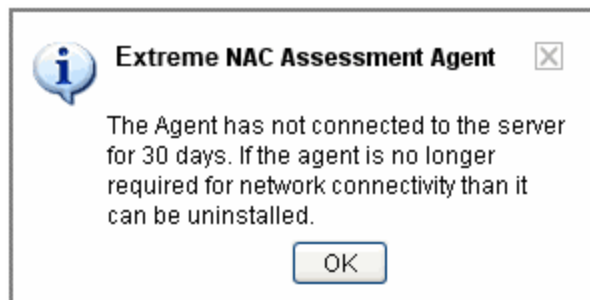 Extreme NAC Assessment Agent
The Agent has not connected to the server
for 30 days. If the agent is no longer
required for network connectivity than it
can be uninstalled.
OK